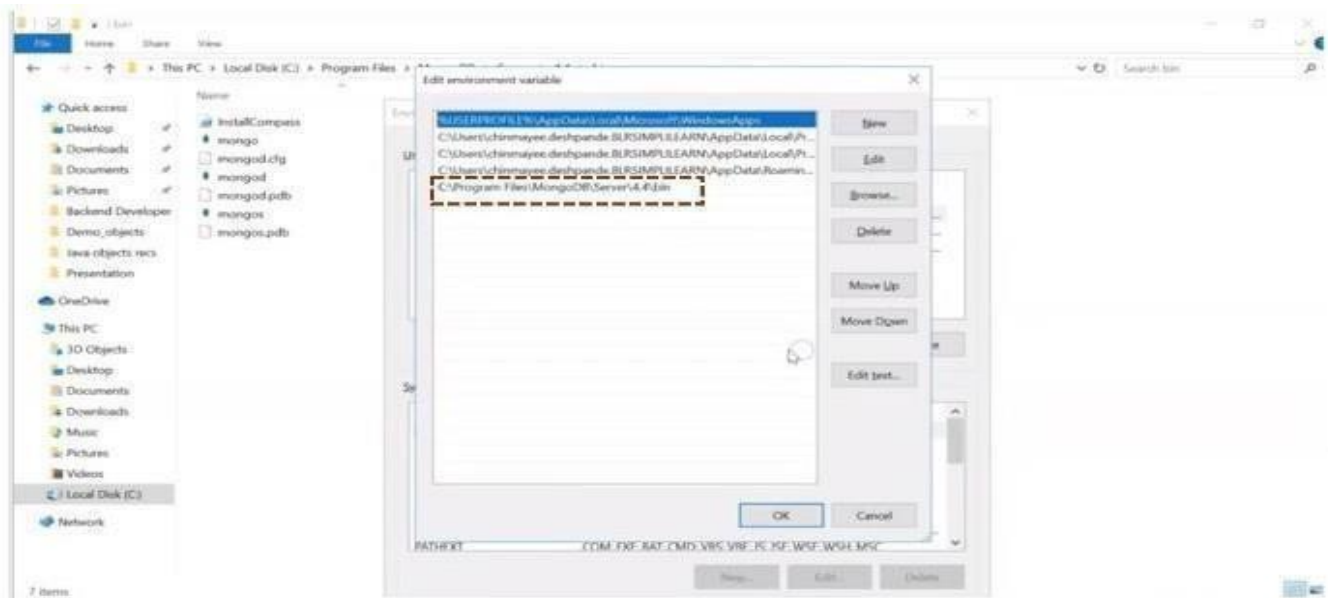 File Home Share View
This PC > Local Disk (C:) > Program Files >
Search bin
Quick access
Desktop
Downloads
Documents
Pictures
Backend Developer
Demo_objects
Java objects recs
Presentation
OneDrive
This PC
3D Objects
Desktop
Documents
Downloads
Music
Pictures
Videos
Local Disk (C:)
Network
7 items
Name
InstallCompass
mongo
mongod.cfg
mongod
mongod.pdb
mongos
mongos.pdb
Edit environment variable
%USERPROFILE%\AppData\Local\Microsoft\WindowsApps
C:\Users\chinmayee.deshpande.BLRSIMPLILEARN\AppData\Local\Pr...
C:\Users\chinmayee.deshpande.BLRSIMPLILEARN\AppData\Local\Pr...
C:\Users\chinmayee.deshpande.BLRSIMPLILEARN\AppData\Roamin...
C:\Program Files\MongoDB\Server\4.4\bin
New
Edit
Browse...
Delete
Move Up
Move Down
Edit text...
OK
Cancel
PATHEXT .COM;.EXE;.BAT;.CMD;.VBS;.VBE;.JS;.JSE;.WSF;.WSH;.MSC
New... Edit... Delete